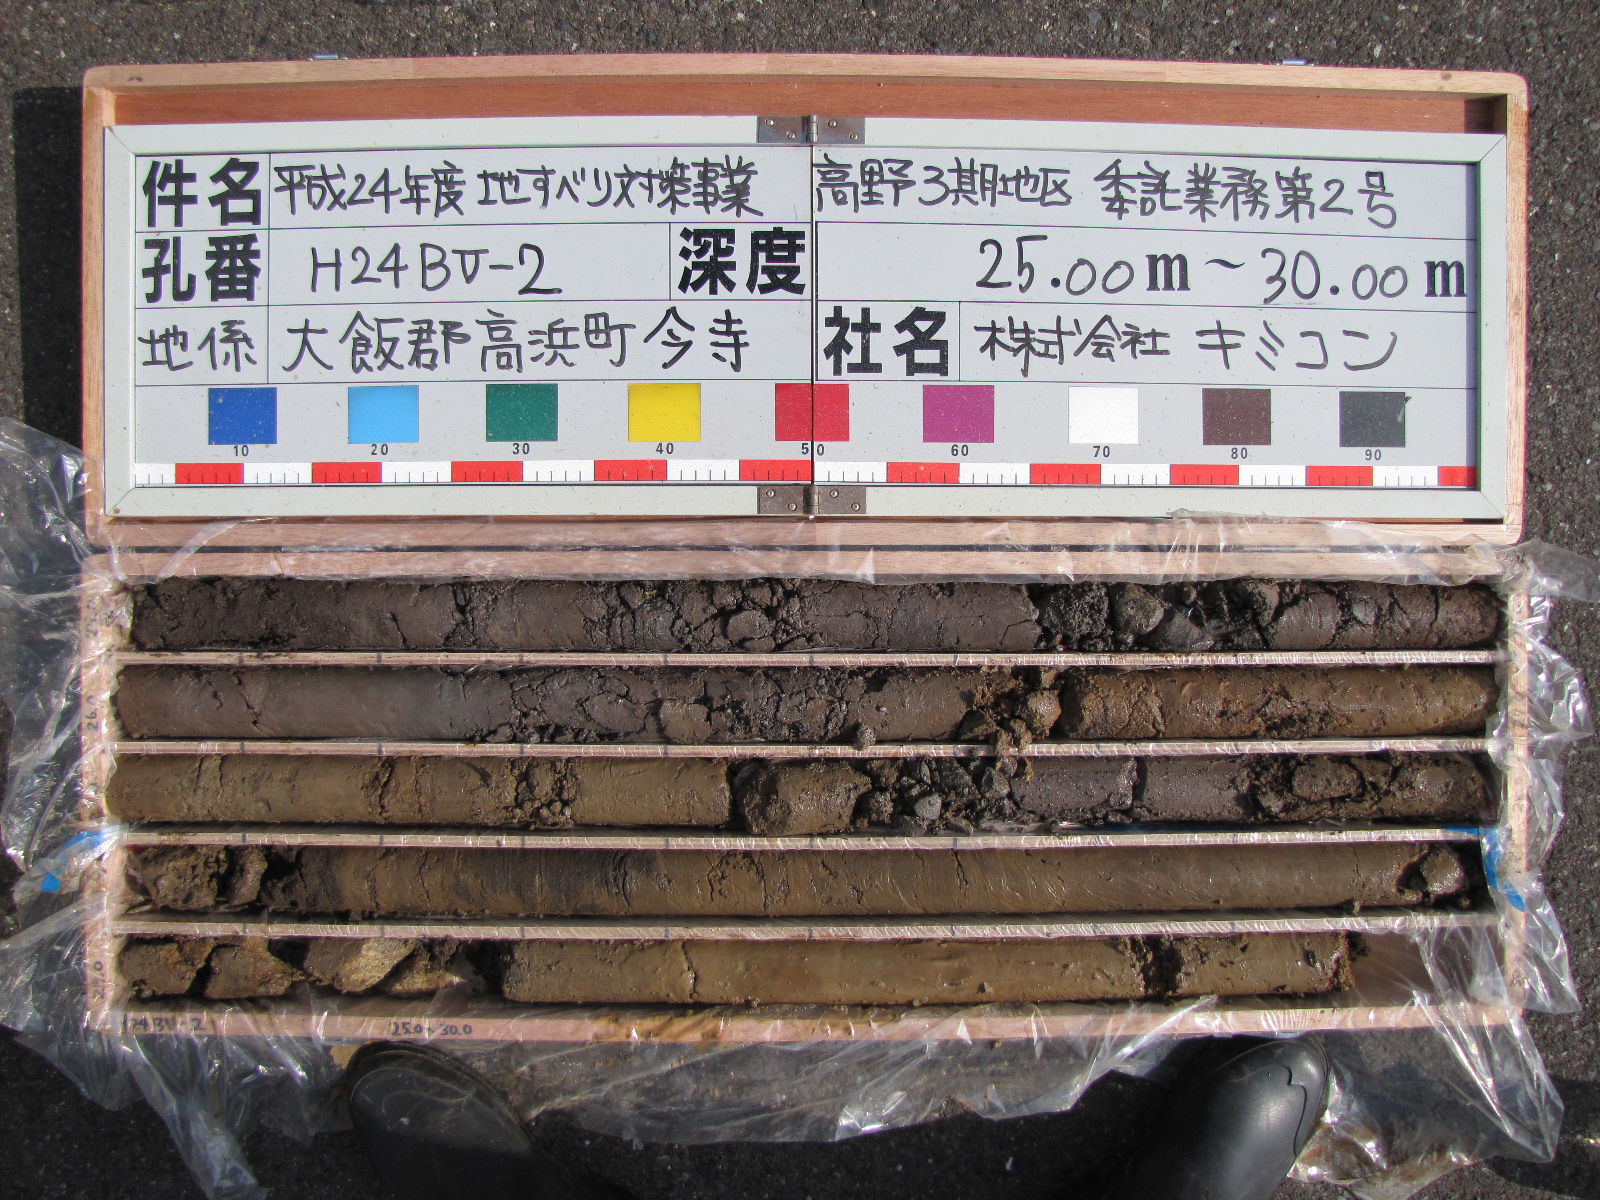 件名 平成24年度 地すべり対策事業 高野3期地区 委託業務第2号
孔番 H24BV-2 深度 25.00m~30.00m
地係 大飯郡高浜町今寺 社名 株式会社 キミコン
10 20 30 40 50 60 70 80 90
26.0
H24BV-2 25.0~30.0